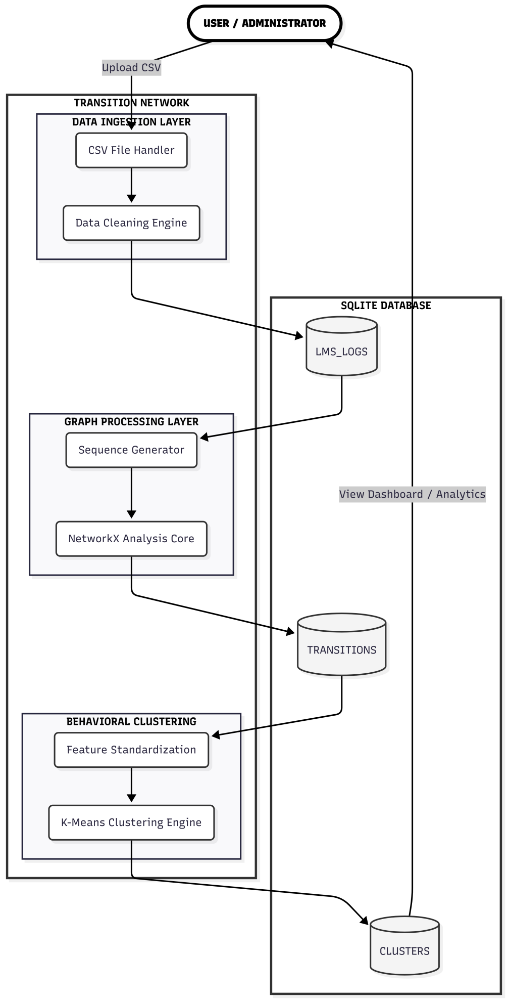 USER / ADMINISTRATOR
Upload CSV
TRANSITION NETWORK
DATA INGESTION LAYER
CSV File Handler
Data Cleaning Engine
SQLITE DATABASE
LMS_LOGS
GRAPH PROCESSING LAYER
Sequence Generator
View Dashboard / Analytics
NetworkX Analysis Core
TRANSITIONS
BEHAVIORAL CLUSTERING
Feature Standardization
K-Means Clustering Engine
CLUSTERS